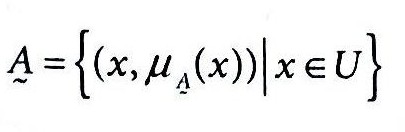 A̰ = {(x, μ_A̰(x)) | x ∈ U}